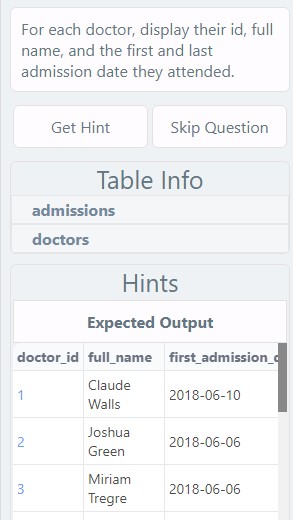 For each doctor, display their id, full
name, and the first and last
admission date they attended.
Get Hint
Skip Question
Table Info
admissions
doctors
Hints
Expected Output
doctor_id full_name first_admission_d
1 Claude Walls 2018-06-10
2 Joshua Green 2018-06-06
3 Miriam Tregre 2018-06-06